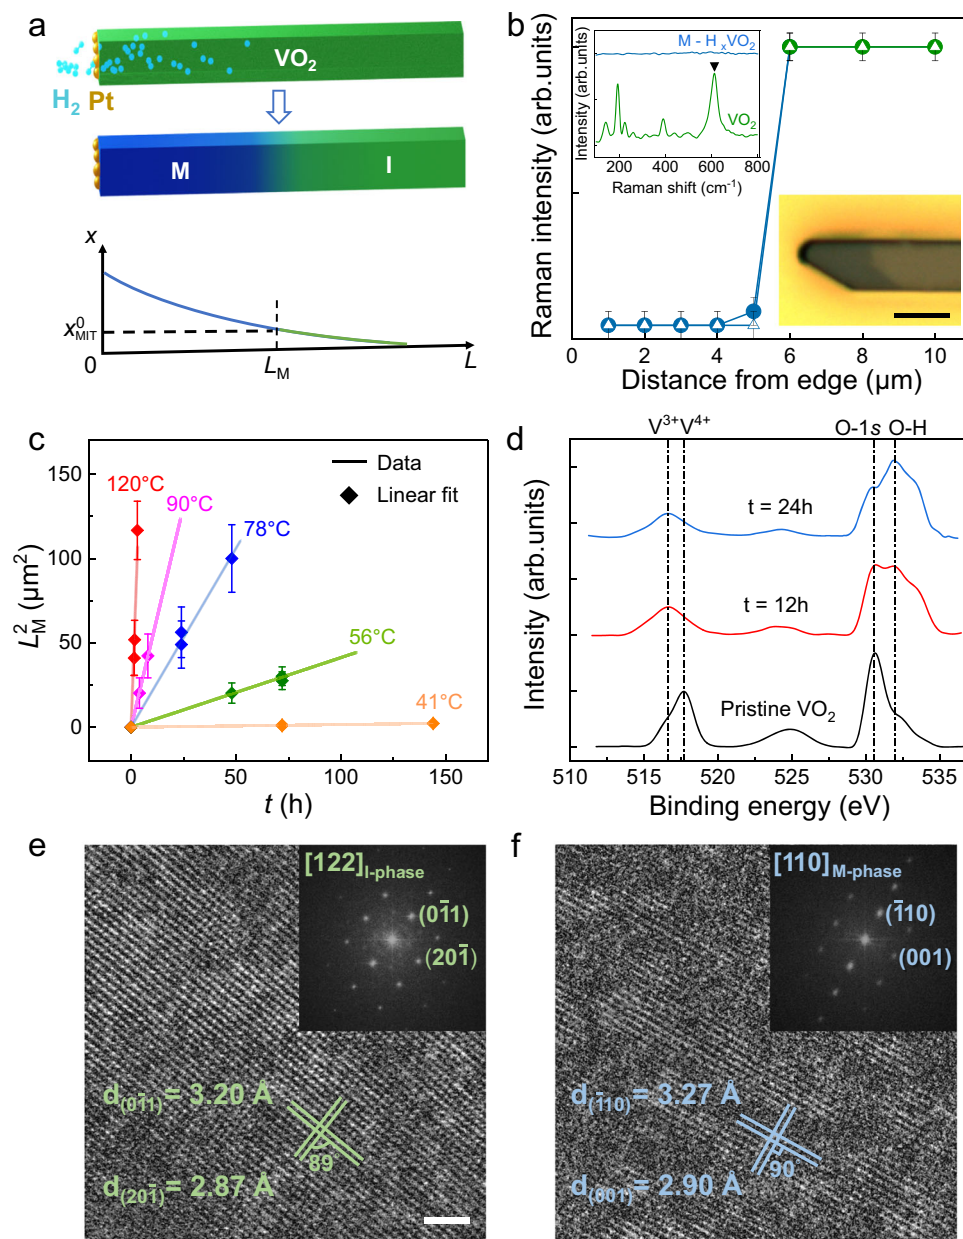 a
VO₂
H₂ Pt
M I
x
x⁰MIT
0
L_M
L
b
Raman intensity (arb.units)
Intensity (arb.units)
M - HₓVO₂
VO₂
200 400 600 800
Raman shift (cm⁻¹)
0 2 4 6 8 10
Distance from edge (µm)
c
L²_M (µm²)
150
100
50
0
120°C
90°C
78°C
56°C
41°C
Data
Linear fit
0 50 100 150
t (h)
d
V³⁺V⁴⁺ O-1s O-H
Intensity (arb.units)
t = 24h
t = 12h
Pristine VO₂
510 515 520 525 530 535
Binding energy (eV)
e
[122]I-phase
(01̄1)
(201̄)
d(01̄1)= 3.20 Å
89
d(201̄)= 2.87 Å
f
[110]M-phase
(1̄10)
(001)
d(1̄10)= 3.27 Å
90
d(001)= 2.90 Å